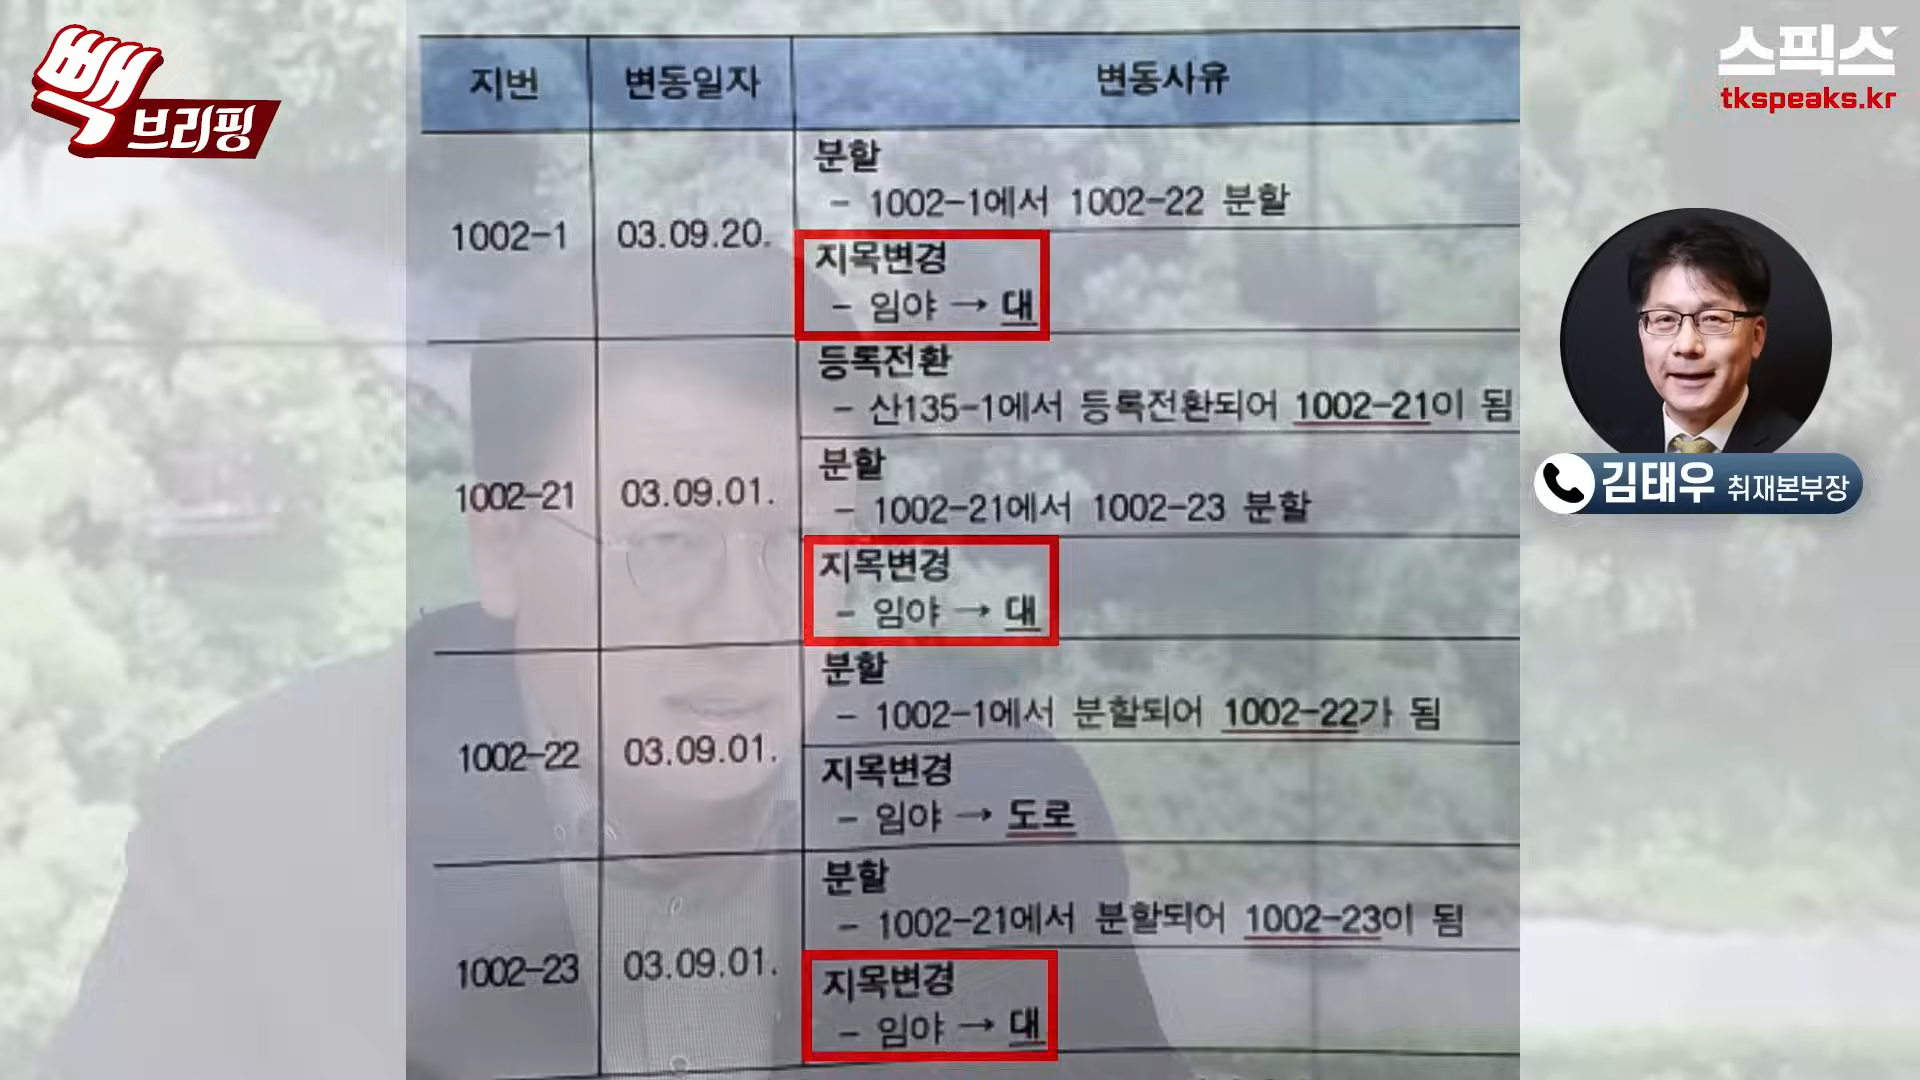 빽
브리핑
스픽스
tkspeaks.kr
지번 변동일자 변동사유
1002-1 03.09.20.
분할
- 1002-1에서 1002-22 분할
지목변경
- 임야 → 대
1002-21 03.09.01.
등록전환
- 산135-1에서 등록전환되어 1002-21이 됨
분할
- 1002-21에서 1002-23 분할
지목변경
- 임야 → 대
1002-22 03.09.01.
분할
- 1002-1에서 분할되어 1002-22가 됨
지목변경
- 임야 → 도로
1002-23 03.09.01.
분할
- 1002-21에서 분할되어 1002-23이 됨
지목변경
- 임야 → 대
김태우 취재본부장